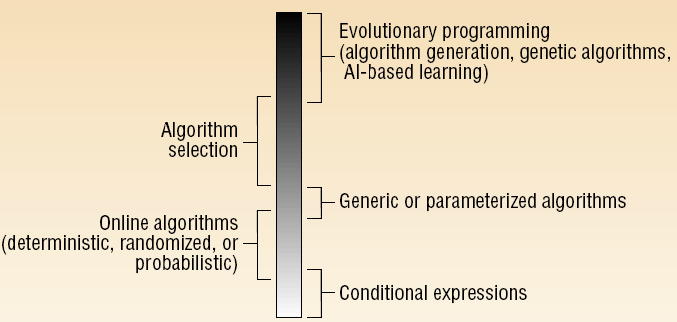 Evolutionary programming
(algorithm generation, genetic algorithms,
AI-based learning)
Algorithm
selection
Generic or parameterized algorithms
Online algorithms
(deterministic, randomized, or
probabilistic)
Conditional expressions